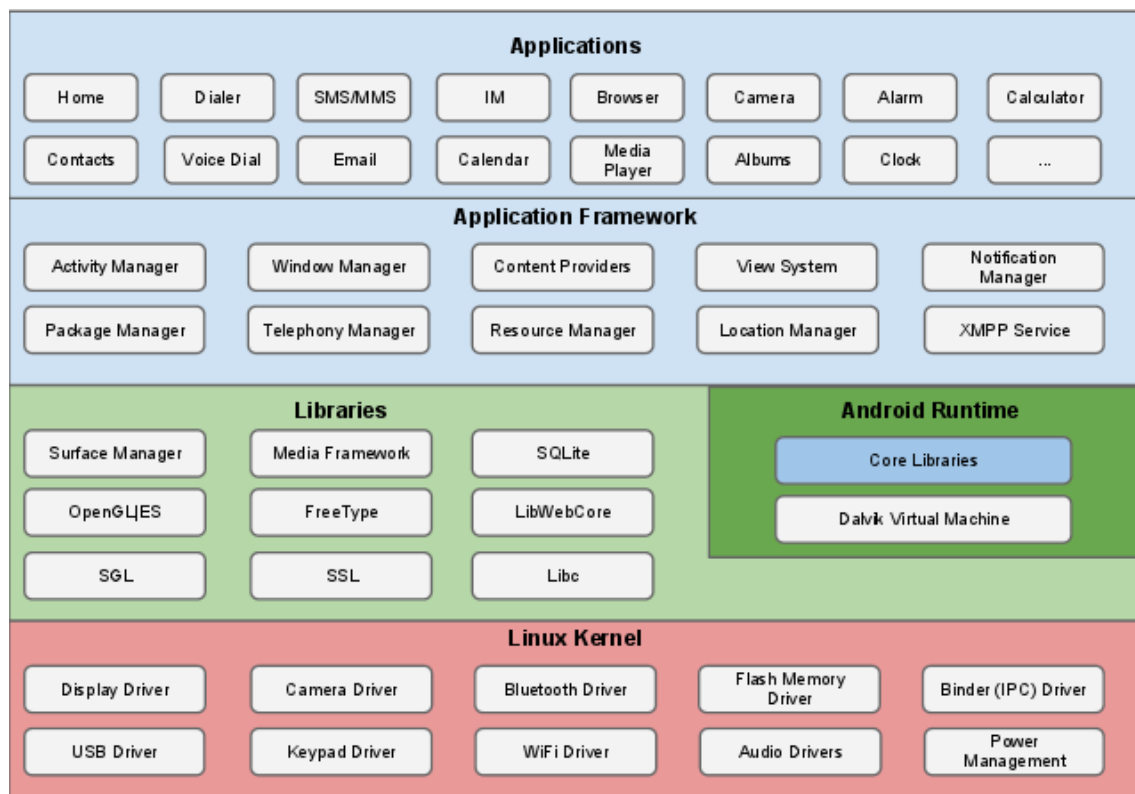 Applications
Home
Dialer
SMS/MMS
IM
Browser
Camera
Alarm
Calculator
Contacts
Voice Dial
Email
Calendar
Media
Player
Albums
Clock
...
Application Framework
Activity Manager
Window Manager
Content Providers
View System
Notification
Manager
Package Manager
Telephony Manager
Resource Manager
Location Manager
XMPP Service
Libraries
Surface Manager
Media Framework
SQLite
OpenGL|ES
FreeType
LibWebCore
SGL
SSL
Libc
Android Runtime
Core Libraries
Dalvik Virtual Machine
Linux Kernel
Display Driver
Camera Driver
Bluetooth Driver
Flash Memory
Driver
Binder (IPC) Driver
USB Driver
Keypad Driver
WiFi Driver
Audio Drivers
Power
Management